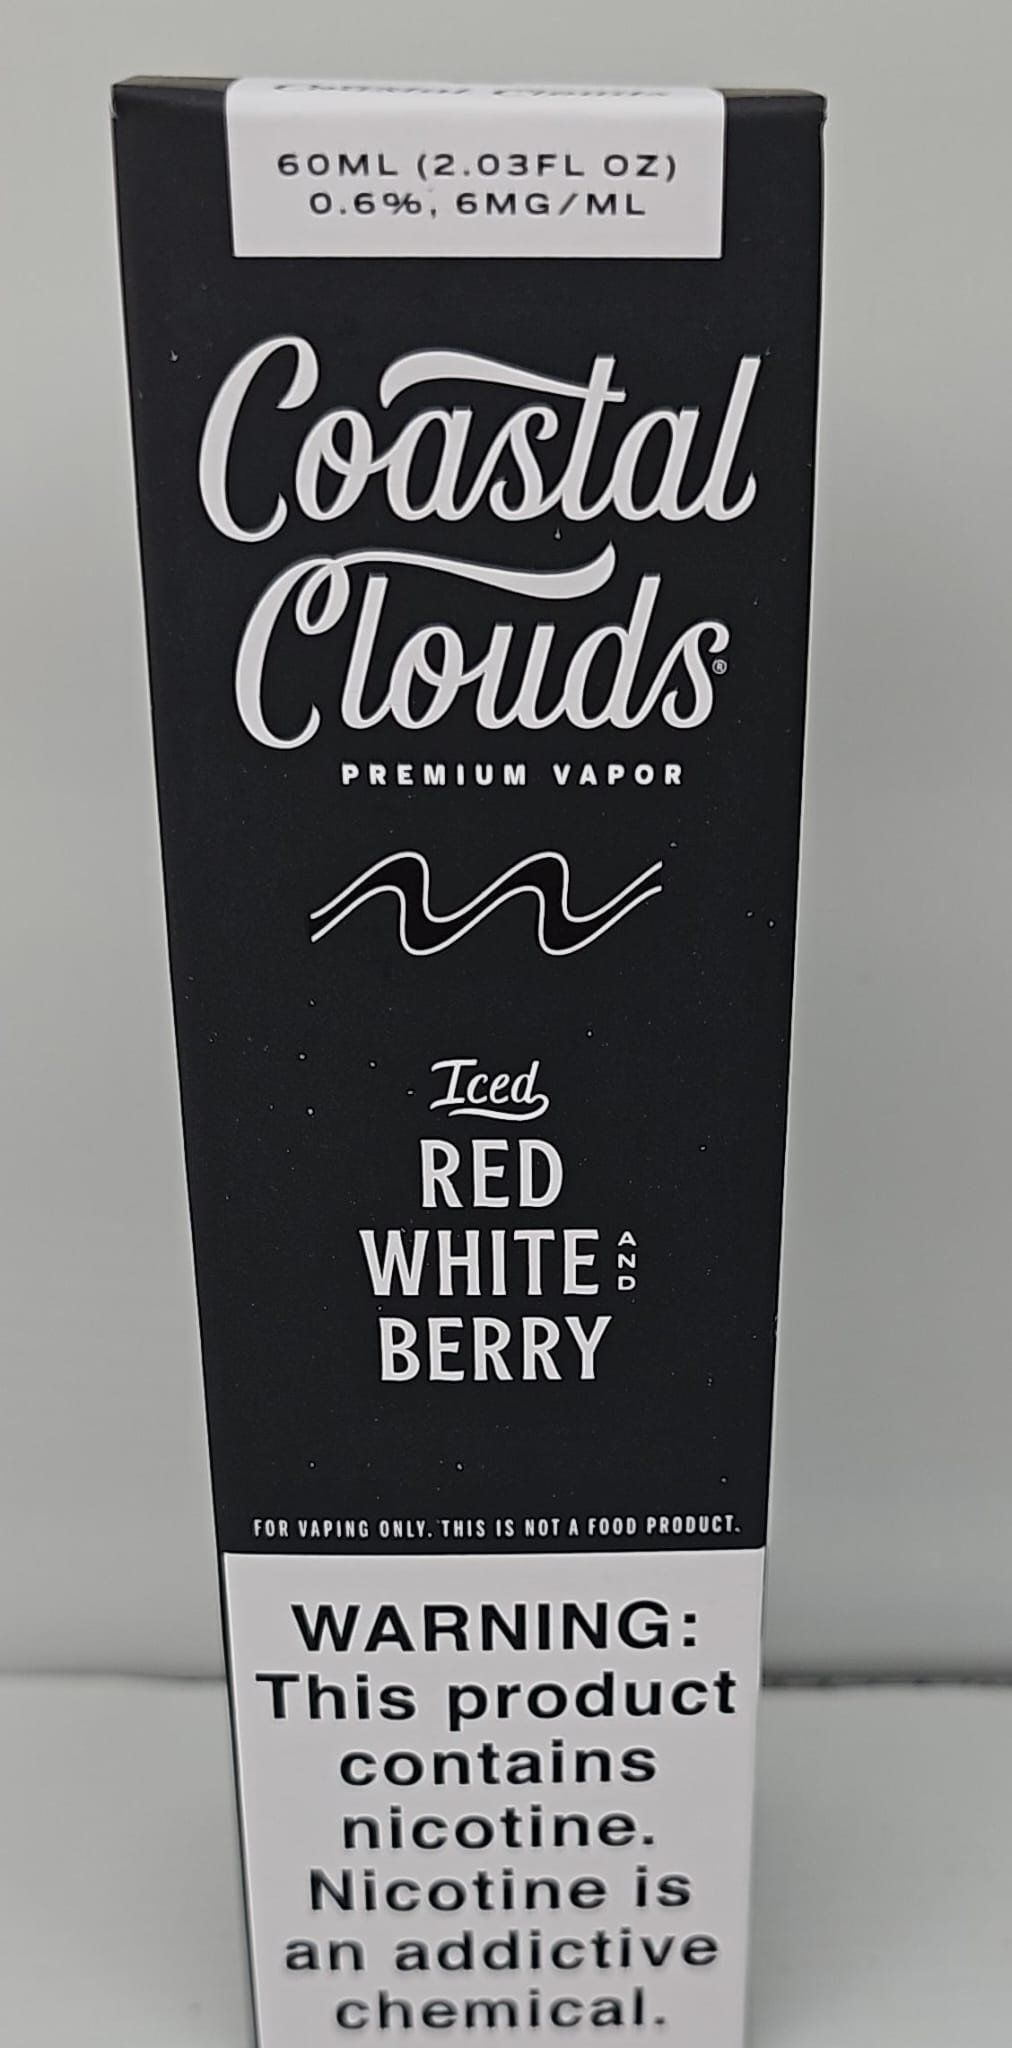 60ML (2.03FL OZ)
0.6%, 6MG/ML
Coastal
Clouds®
PREMIUM VAPOR
Iced
RED
WHITE AND
BERRY
FOR VAPING ONLY. THIS IS NOT A FOOD PRODUCT.
WARNING:
This product
contains
nicotine.
Nicotine is
an addictive
chemical.